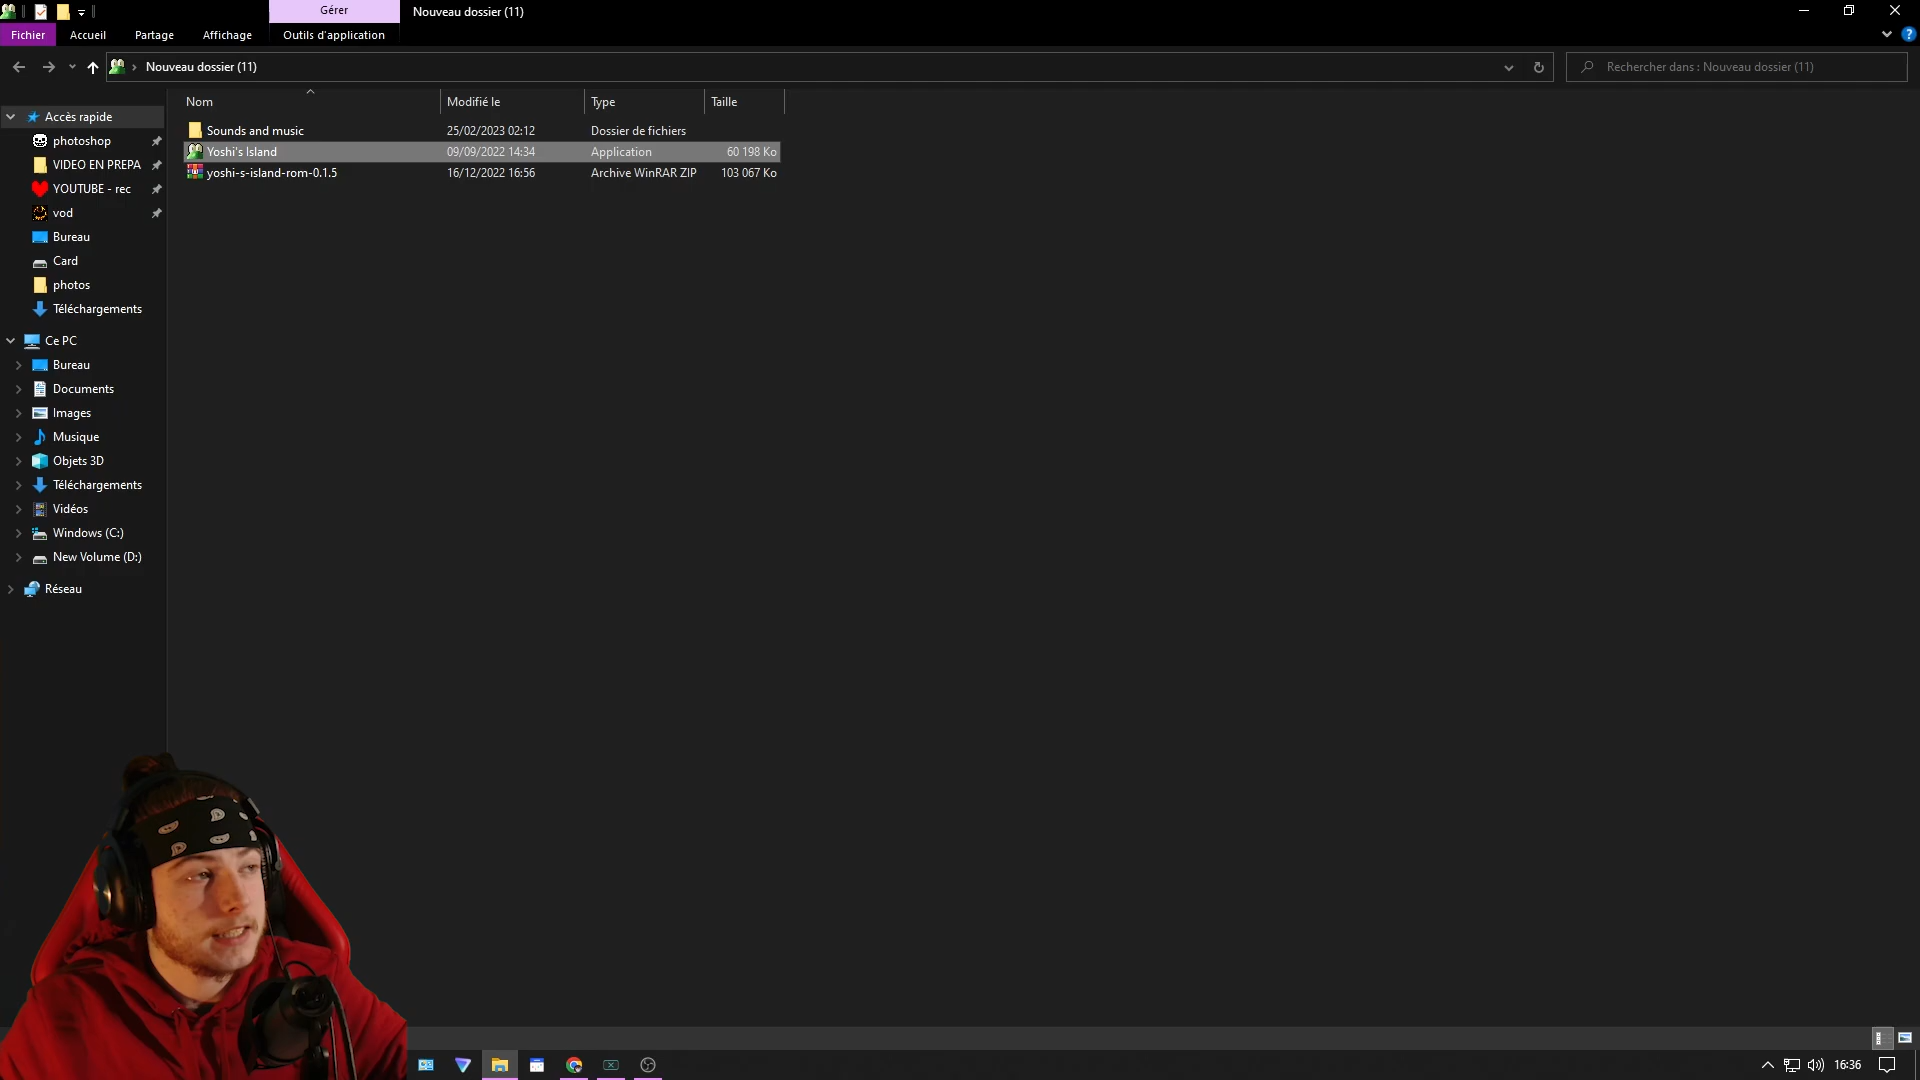 Gérer
Nouveau dossier (11)
Fichier
Accueil
Partage
Affichage
Outils d'application
Nouveau dossier (11)
Rechercher dans : Nouveau dossier (11)
Nom
Modifié le
Type
Taille
Sounds and music
25/02/2023 02:12
Dossier de fichiers
Yoshi's Island
09/09/2022 14:34
Application
60 198 Ko
yoshi-s-island-rom-0.1.5
16/12/2022 16:56
Archive WinRAR ZIP
103 067 Ko
Accès rapide
photoshop
VIDEO EN PREPA
YOUTUBE - rec
vod
Bureau
Card
photos
Téléchargements
Ce PC
Bureau
Documents
Images
Musique
Objets 3D
Téléchargements
Vidéos
Windows (C:)
New Volume (D:)
Réseau
16:36